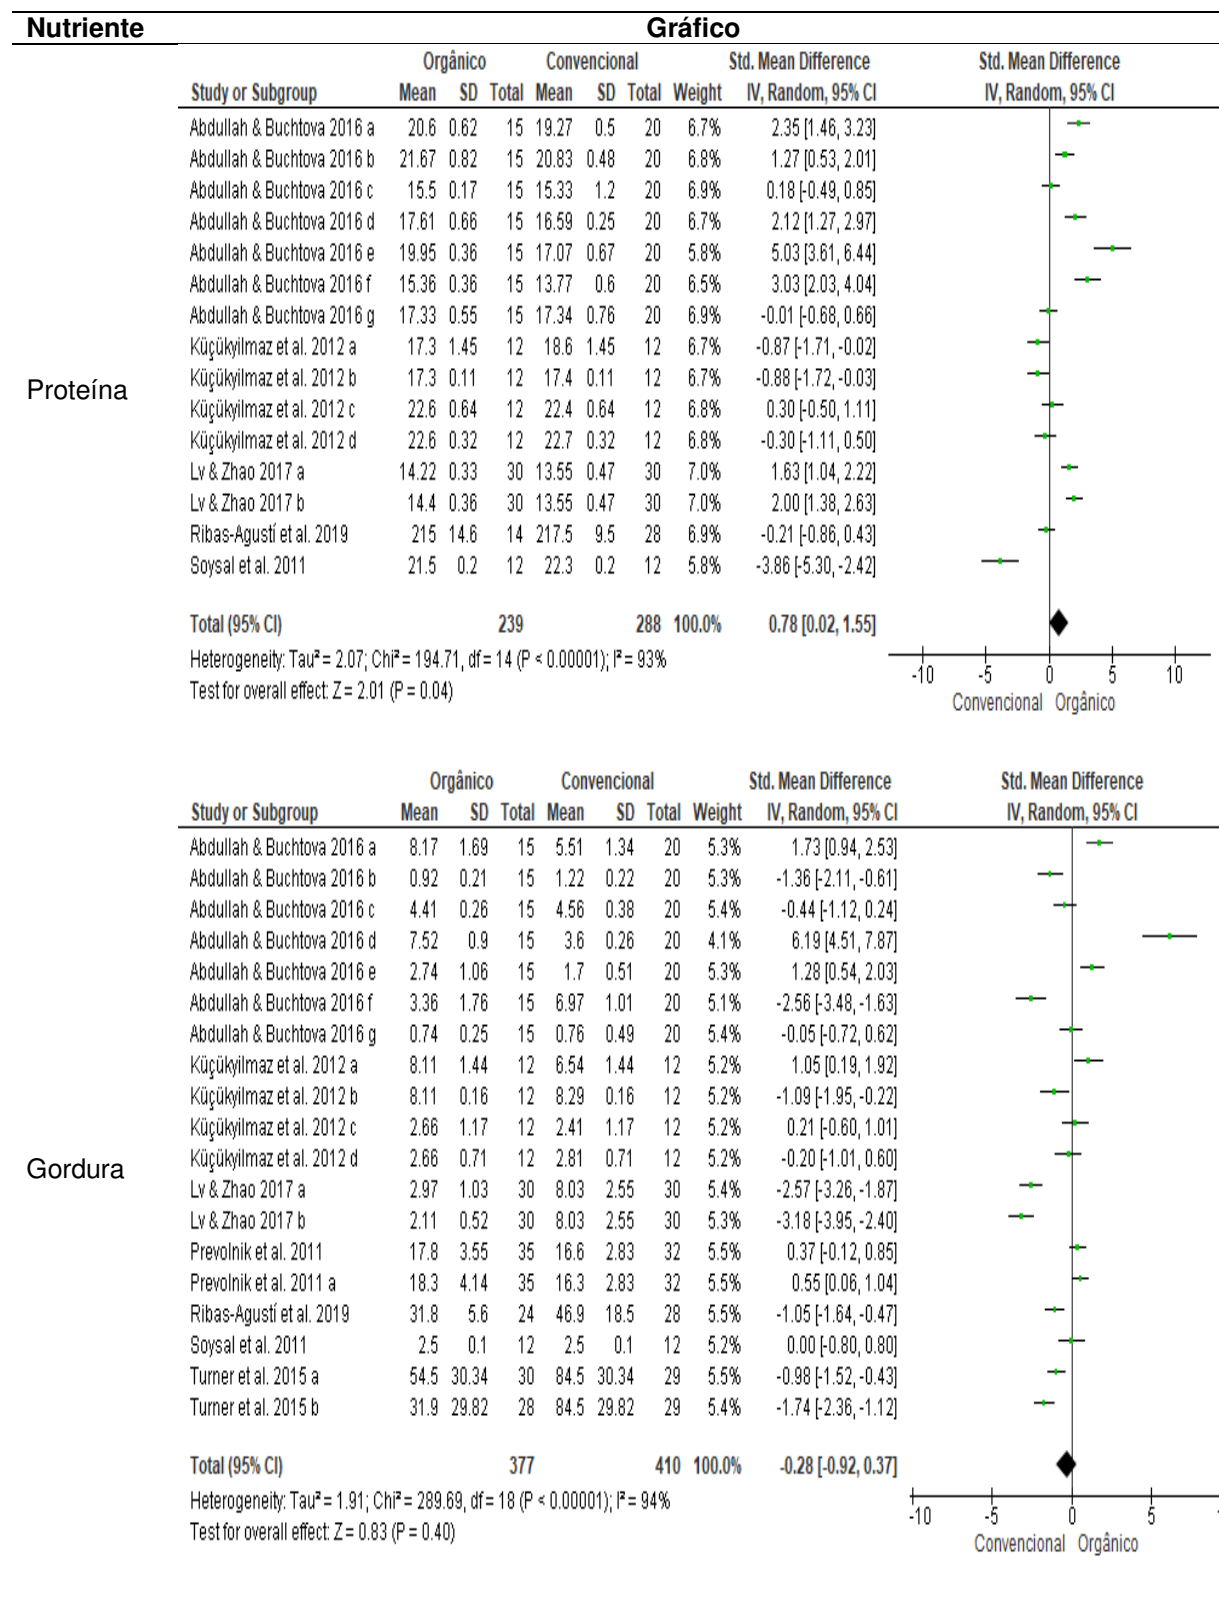 Nutriente Gráfico
Orgânico Convencional Std. Mean Difference Std. Mean Difference
Study or Subgroup Mean SD Total Mean SD Total Weight IV, Random, 95% CI IV, Random, 95% CI
Abdullah & Buchtova 2016 a 20.6 0.62 15 19.27 0.5 20 6.7% 2.35 [1.46, 3.23]
Abdullah & Buchtova 2016 b 21.67 0.82 15 20.83 0.48 20 6.8% 1.27 [0.53, 2.01]
Abdullah & Buchtova 2016 c 15.5 0.17 15 15.33 1.2 20 6.9% 0.18 [-0.49, 0.85]
Abdullah & Buchtova 2016 d 17.61 0.66 15 16.59 0.25 20 6.7% 2.12 [1.27, 2.97]
Abdullah & Buchtova 2016 e 19.95 0.36 15 17.07 0.67 20 5.8% 5.03 [3.61, 6.44]
Abdullah & Buchtova 2016 f 15.36 0.36 15 13.77 0.6 20 6.5% 3.03 [2.03, 4.04]
Abdullah & Buchtova 2016 g 17.33 0.55 15 17.34 0.76 20 6.9% -0.01 [-0.68, 0.66]
Küçükyilmaz et al. 2012 a 17.3 1.45 12 18.6 1.45 12 6.7% -0.87 [-1.71, -0.02]
Küçükyilmaz et al. 2012 b 17.3 0.11 12 17.4 0.11 12 6.7% -0.88 [-1.72, -0.03]
Proteína
Küçükyilmaz et al. 2012 c 22.6 0.64 12 22.4 0.64 12 6.8% 0.30 [-0.50, 1.11]
Küçükyilmaz et al. 2012 d 22.6 0.32 12 22.7 0.32 12 6.8% -0.30 [-1.11, 0.50]
Lv & Zhao 2017 a 14.22 0.33 30 13.55 0.47 30 7.0% 1.63 [1.04, 2.22]
Lv & Zhao 2017 b 14.4 0.36 30 13.55 0.47 30 7.0% 2.00 [1.38, 2.63]
Ribas-Agustí et al. 2019 215 14.6 14 217.5 9.5 28 6.9% -0.21 [-0.86, 0.43]
Soysal et al. 2011 21.5 0.2 12 22.3 0.2 12 5.8% -3.86 [-5.30, -2.42]
Total (95% CI) 239 288 100.0% 0.78 [0.02, 1.55]
Heterogeneity: Tau² = 2.07; Chi² = 194.71, df = 14 (P < 0.00001); I² = 93%
-10 -5 0 5 10
Test for overall effect: Z = 2.01 (P = 0.04)
Convencional Orgânico
Orgânico Convencional Std. Mean Difference Std. Mean Difference
Study or Subgroup Mean SD Total Mean SD Total Weight IV, Random, 95% CI IV, Random, 95% CI
Abdullah & Buchtova 2016 a 8.17 1.69 15 5.51 1.34 20 5.3% 1.73 [0.94, 2.53]
Abdullah & Buchtova 2016 b 0.92 0.21 15 1.22 0.22 20 5.3% -1.36 [-2.11, -0.61]
Abdullah & Buchtova 2016 c 4.41 0.26 15 4.56 0.38 20 5.4% -0.44 [-1.12, 0.24]
Abdullah & Buchtova 2016 d 7.52 0.9 15 3.6 0.26 20 4.1% 6.19 [4.51, 7.87]
Abdullah & Buchtova 2016 e 2.74 1.06 15 1.7 0.51 20 5.3% 1.28 [0.54, 2.03]
Abdullah & Buchtova 2016 f 3.36 1.76 15 6.97 1.01 20 5.1% -2.56 [-3.48, -1.63]
Abdullah & Buchtova 2016 g 0.74 0.25 15 0.76 0.49 20 5.4% -0.05 [-0.72, 0.62]
Küçükyilmaz et al. 2012 a 8.11 1.44 12 6.54 1.44 12 5.2% 1.05 [0.19, 1.92]
Küçükyilmaz et al. 2012 b 8.11 0.16 12 8.29 0.16 12 5.2% -1.09 [-1.95, -0.22]
Küçükyilmaz et al. 2012 c 2.66 1.17 12 2.41 1.17 12 5.2% 0.21 [-0.60, 1.01]
Küçükyilmaz et al. 2012 d 2.66 0.71 12 2.81 0.71 12 5.2% -0.20 [-1.01, 0.60]
Gordura
Lv & Zhao 2017 a 2.97 1.03 30 8.03 2.55 30 5.4% -2.57 [-3.26, -1.87]
Lv & Zhao 2017 b 2.11 0.52 30 8.03 2.55 30 5.3% -3.18 [-3.95, -2.40]
Prevolnik et al. 2011 17.8 3.55 35 16.6 2.83 32 5.5% 0.37 [-0.12, 0.85]
Prevolnik et al. 2011 a 18.3 4.14 35 16.3 2.83 32 5.5% 0.55 [0.06, 1.04]
Ribas-Agustí et al. 2019 31.8 5.6 24 46.9 18.5 28 5.5% -1.05 [-1.64, -0.47]
Soysal et al. 2011 2.5 0.1 12 2.5 0.1 12 5.2% 0.00 [-0.80, 0.80]
Turner et al. 2015 a 54.5 30.34 30 84.5 30.34 29 5.5% -0.98 [-1.52, -0.43]
Turner et al. 2015 b 31.9 29.82 28 84.5 29.82 29 5.4% -1.74 [-2.36, -1.12]
Total (95% CI) 377 410 100.0% -0.28 [-0.92, 0.37]
Heterogeneity: Tau² = 1.91; Chi² = 289.69, df = 18 (P < 0.00001); I² = 94%
-10 -5 0 5
Test for overall effect: Z = 0.83 (P = 0.40)
Convencional Orgânico